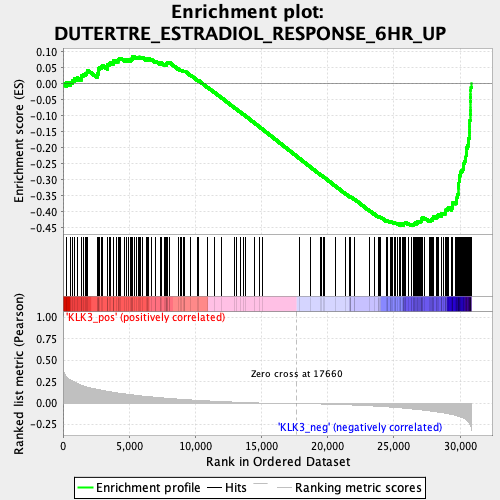 Enrichment plot:
DUTERTRE_ESTRADIOL_RESPONSE_6HR_UP
Enrichment score (ES)
0.10
0.05
0.00
-0.05
-0.10
-0.15
-0.20
-0.25
-0.30
-0.35
-0.40
-0.45
Ranked list metric (Pearson)
1.00
0.75
0.50
0.25
0.00
-0.25
'KLK3_pos' (positively correlated)
Zero cross at 17660
'KLK3_neg' (negatively correlated)
0 5,000 10,000 15,000 20,000 25,000 30,000
Rank in Ordered Dataset
Enrichment profile Hits Ranking metric scores